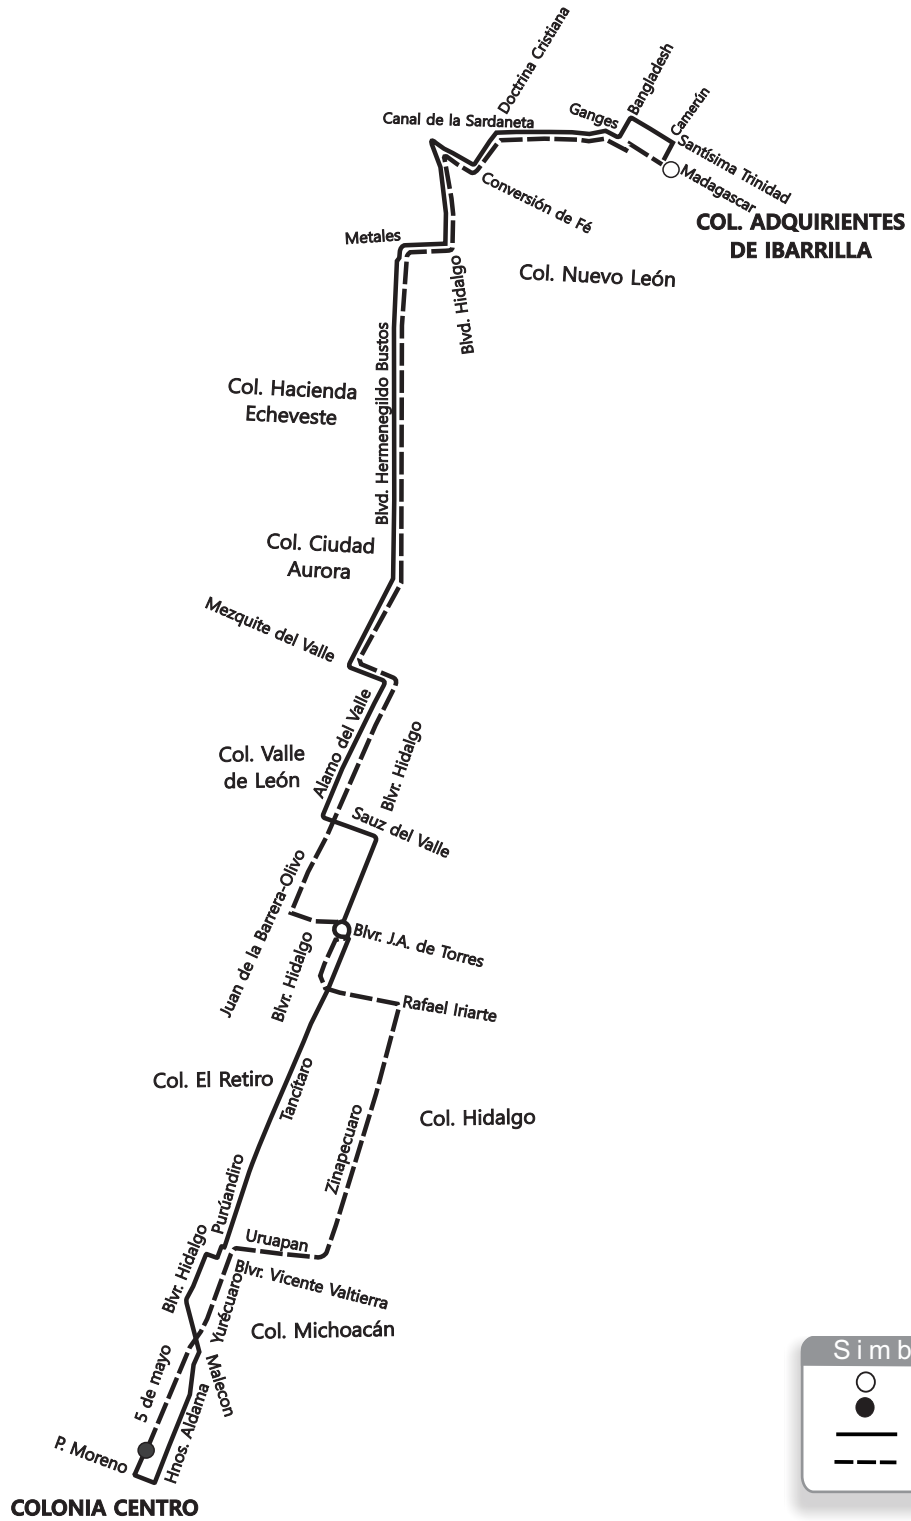 Doctrina Cristiana
Bangladesh
Camerún
Canal de la Sardaneta
Ganges
Santísima Trinidad
Madagascar
Conversión de Fé
COL. ADQUIRIENTES
DE IBARRILLA
Metales
Blvd. Hidalgo
Col. Nuevo León
Blvd. Hermenegildo Bustos
Col. Hacienda
Echeveste
Col. Ciudad
Aurora
Mezquite del Valle
Alamo del Valle
Blvr. Hidalgo
Col. Valle
de León
Sauz del Valle
Juan de la Barrera-Olivo
Blvr. Hidalgo
Blvr. J.A. de Torres
Rafael Iriarte
Col. El Retiro
Tancítaro
Zinapecuaro
Col. Hidalgo
Purúandiro
Blvr. Hidalgo
Uruapan
Blvr. Vicente Valtierra
Yurécuaro
Col. Michoacán
5 de mayo
Malecon
Hnos. Aldama
P. Moreno
COLONIA CENTRO
Simb